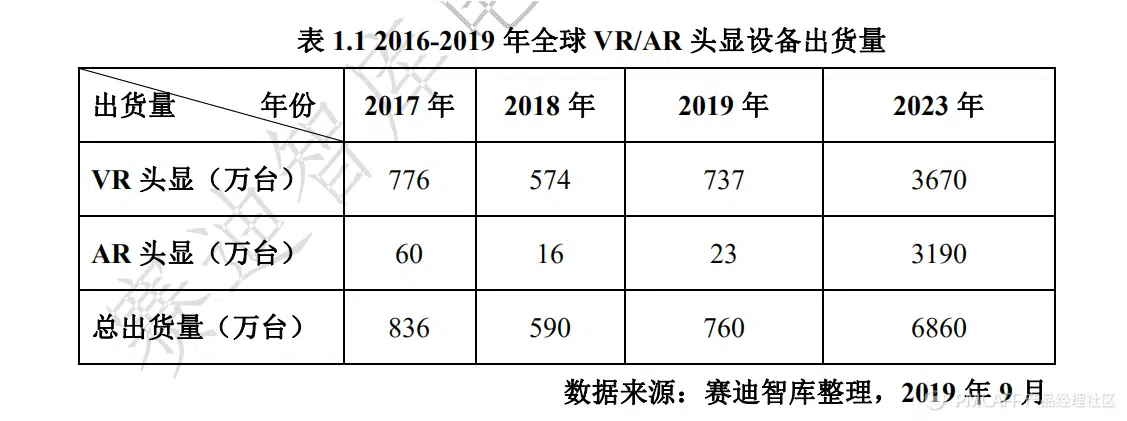 表 1.1 2016-2019 年全球 VR/AR 头显设备出货量
出货量 年份 2017 年 2018 年 2019 年 2023 年
VR 头显（万台） 776 574 737 3670
AR 头显（万台） 60 16 23 3190
总出货量（万台） 836 590 760 6860
数据来源：赛迪智库整理，2019 年 9 月
赛迪智库
PMCAFF产品经理社区